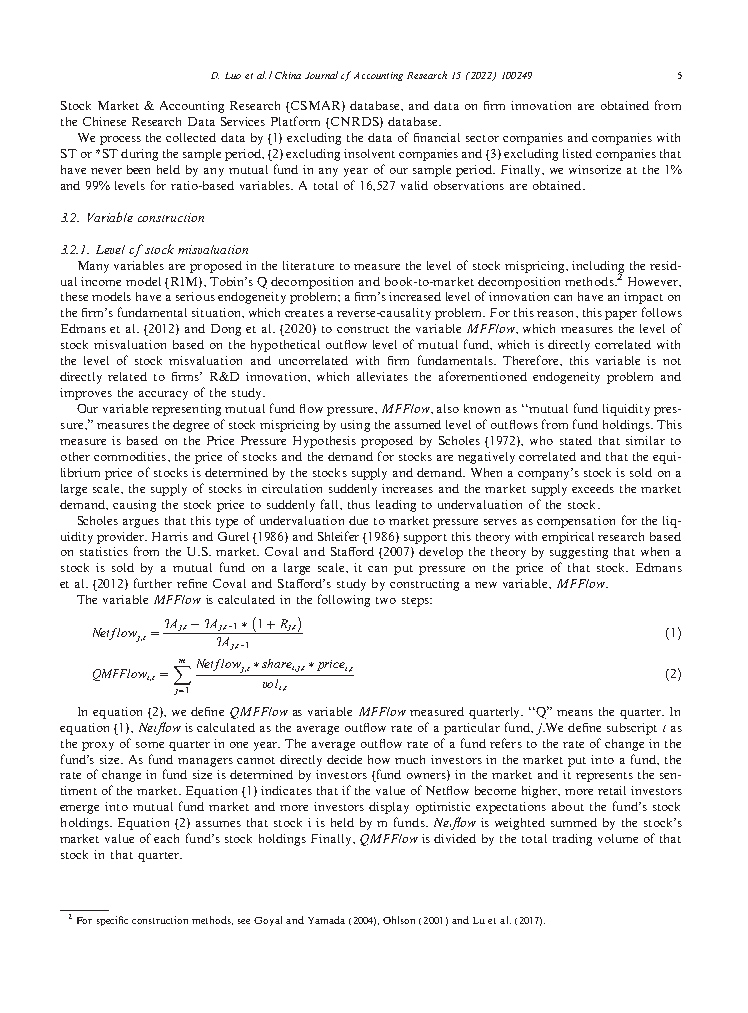 D. Luo et al. / China Journal of Accounting Research 15 (2022) 100249 5
Stock Market & Accounting Research (CSMAR) database, and data on firm innovation are obtained from
the Chinese Research Data Services Platform (CNRDS) database.
We process the collected data by (1) excluding the data of financial sector companies and companies with
ST or *ST during the sample period, (2) excluding insolvent companies and (3) excluding listed companies that
have never been held by any mutual fund in any year of our sample period. Finally, we winsorize at the 1%
and 99% levels for ratio-based variables. A total of 16,527 valid observations are obtained.
3.2. Variable construction
3.2.1. Level of stock misvaluation
Many variables are proposed in the literature to measure the level of stock mispricing, including the resid-
ual income model (RIM), Tobin's Q decomposition and book-to-market decomposition methods.2 However,
these models have a serious endogeneity problem; a firm's increased level of innovation can have an impact on
the firm's fundamental situation, which creates a reverse-causality problem. For this reason, this paper follows
Edmans et al. (2012) and Dong et al. (2020) to construct the variable MFFlow, which measures the level of
stock misvaluation based on the hypothetical outflow level of mutual fund, which is directly correlated with
the level of stock misvaluation and uncorrelated with firm fundamentals. Therefore, this variable is not
directly related to firms' R&D innovation, which alleviates the aforementioned endogeneity problem and
improves the accuracy of the study.
Our variable representing mutual fund flow pressure, MFFlow, also known as "mutual fund liquidity pres-
sure," measures the degree of stock mispricing by using the assumed level of outflows from fund holdings. This
measure is based on the Price Pressure Hypothesis proposed by Scholes (1972), who stated that similar to
other commodities, the price of stocks and the demand for stocks are negatively correlated and that the equi-
librium price of stocks is determined by the stocks supply and demand. When a company's stock is sold on a
large scale, the supply of stocks in circulation suddenly increases and the market supply exceeds the market
demand, causing the stock price to suddenly fall, thus leading to undervaluation of the stock.
Scholes argues that this type of undervaluation due to market pressure serves as compensation for the liq-
uidity provider. Harris and Gurel (1986) and Shleifer (1986) support this theory with empirical research based
on statistics from the U.S. market. Coval and Stafford (2007) develop the theory by suggesting that when a
stock is sold by a mutual fund on a large scale, it can put pressure on the price of that stock. Edmans
et al. (2012) further refine Coval and Stafford's study by constructing a new variable, MFFlow.
The variable MFFlow is calculated in the following two steps:
Netflow_{j,t} = (TA_{j,t} − TA_{j,t-1} * (1 + R_{j,t})) / TA_{j,t-1} (1)
QMFFlow_{i,t} = ∑_{j=1}^{m} (Netflow_{j,t} * share_{i,j,t} * price_{i,t}) / vol_{i,t} (2)
In equation (2), we define QMFFlow as variable MFFlow measured quarterly. "Q" means the quarter. In
equation (1), Netflow is calculated as the average outflow rate of a particular fund, j.We define subscript t as
the proxy of some quarter in one year. The average outflow rate of a fund refers to the rate of change in the
fund's size. As fund managers cannot directly decide how much investors in the market put into a fund, the
rate of change in fund size is determined by investors (fund owners) in the market and it represents the sen-
timent of the market. Equation (1) indicates that if the value of Netflow become higher, more retail investors
emerge into mutual fund market and more investors display optimistic expectations about the fund's stock
holdings. Equation (2) assumes that stock i is held by m funds. Netflow is weighted summed by the stock's
market value of each fund's stock holdings Finally, QMFFlow is divided by the total trading volume of that
stock in that quarter.
2 For specific construction methods, see Goyal and Yamada (2004), Ohlson (2001) and Lu et al. (2017).